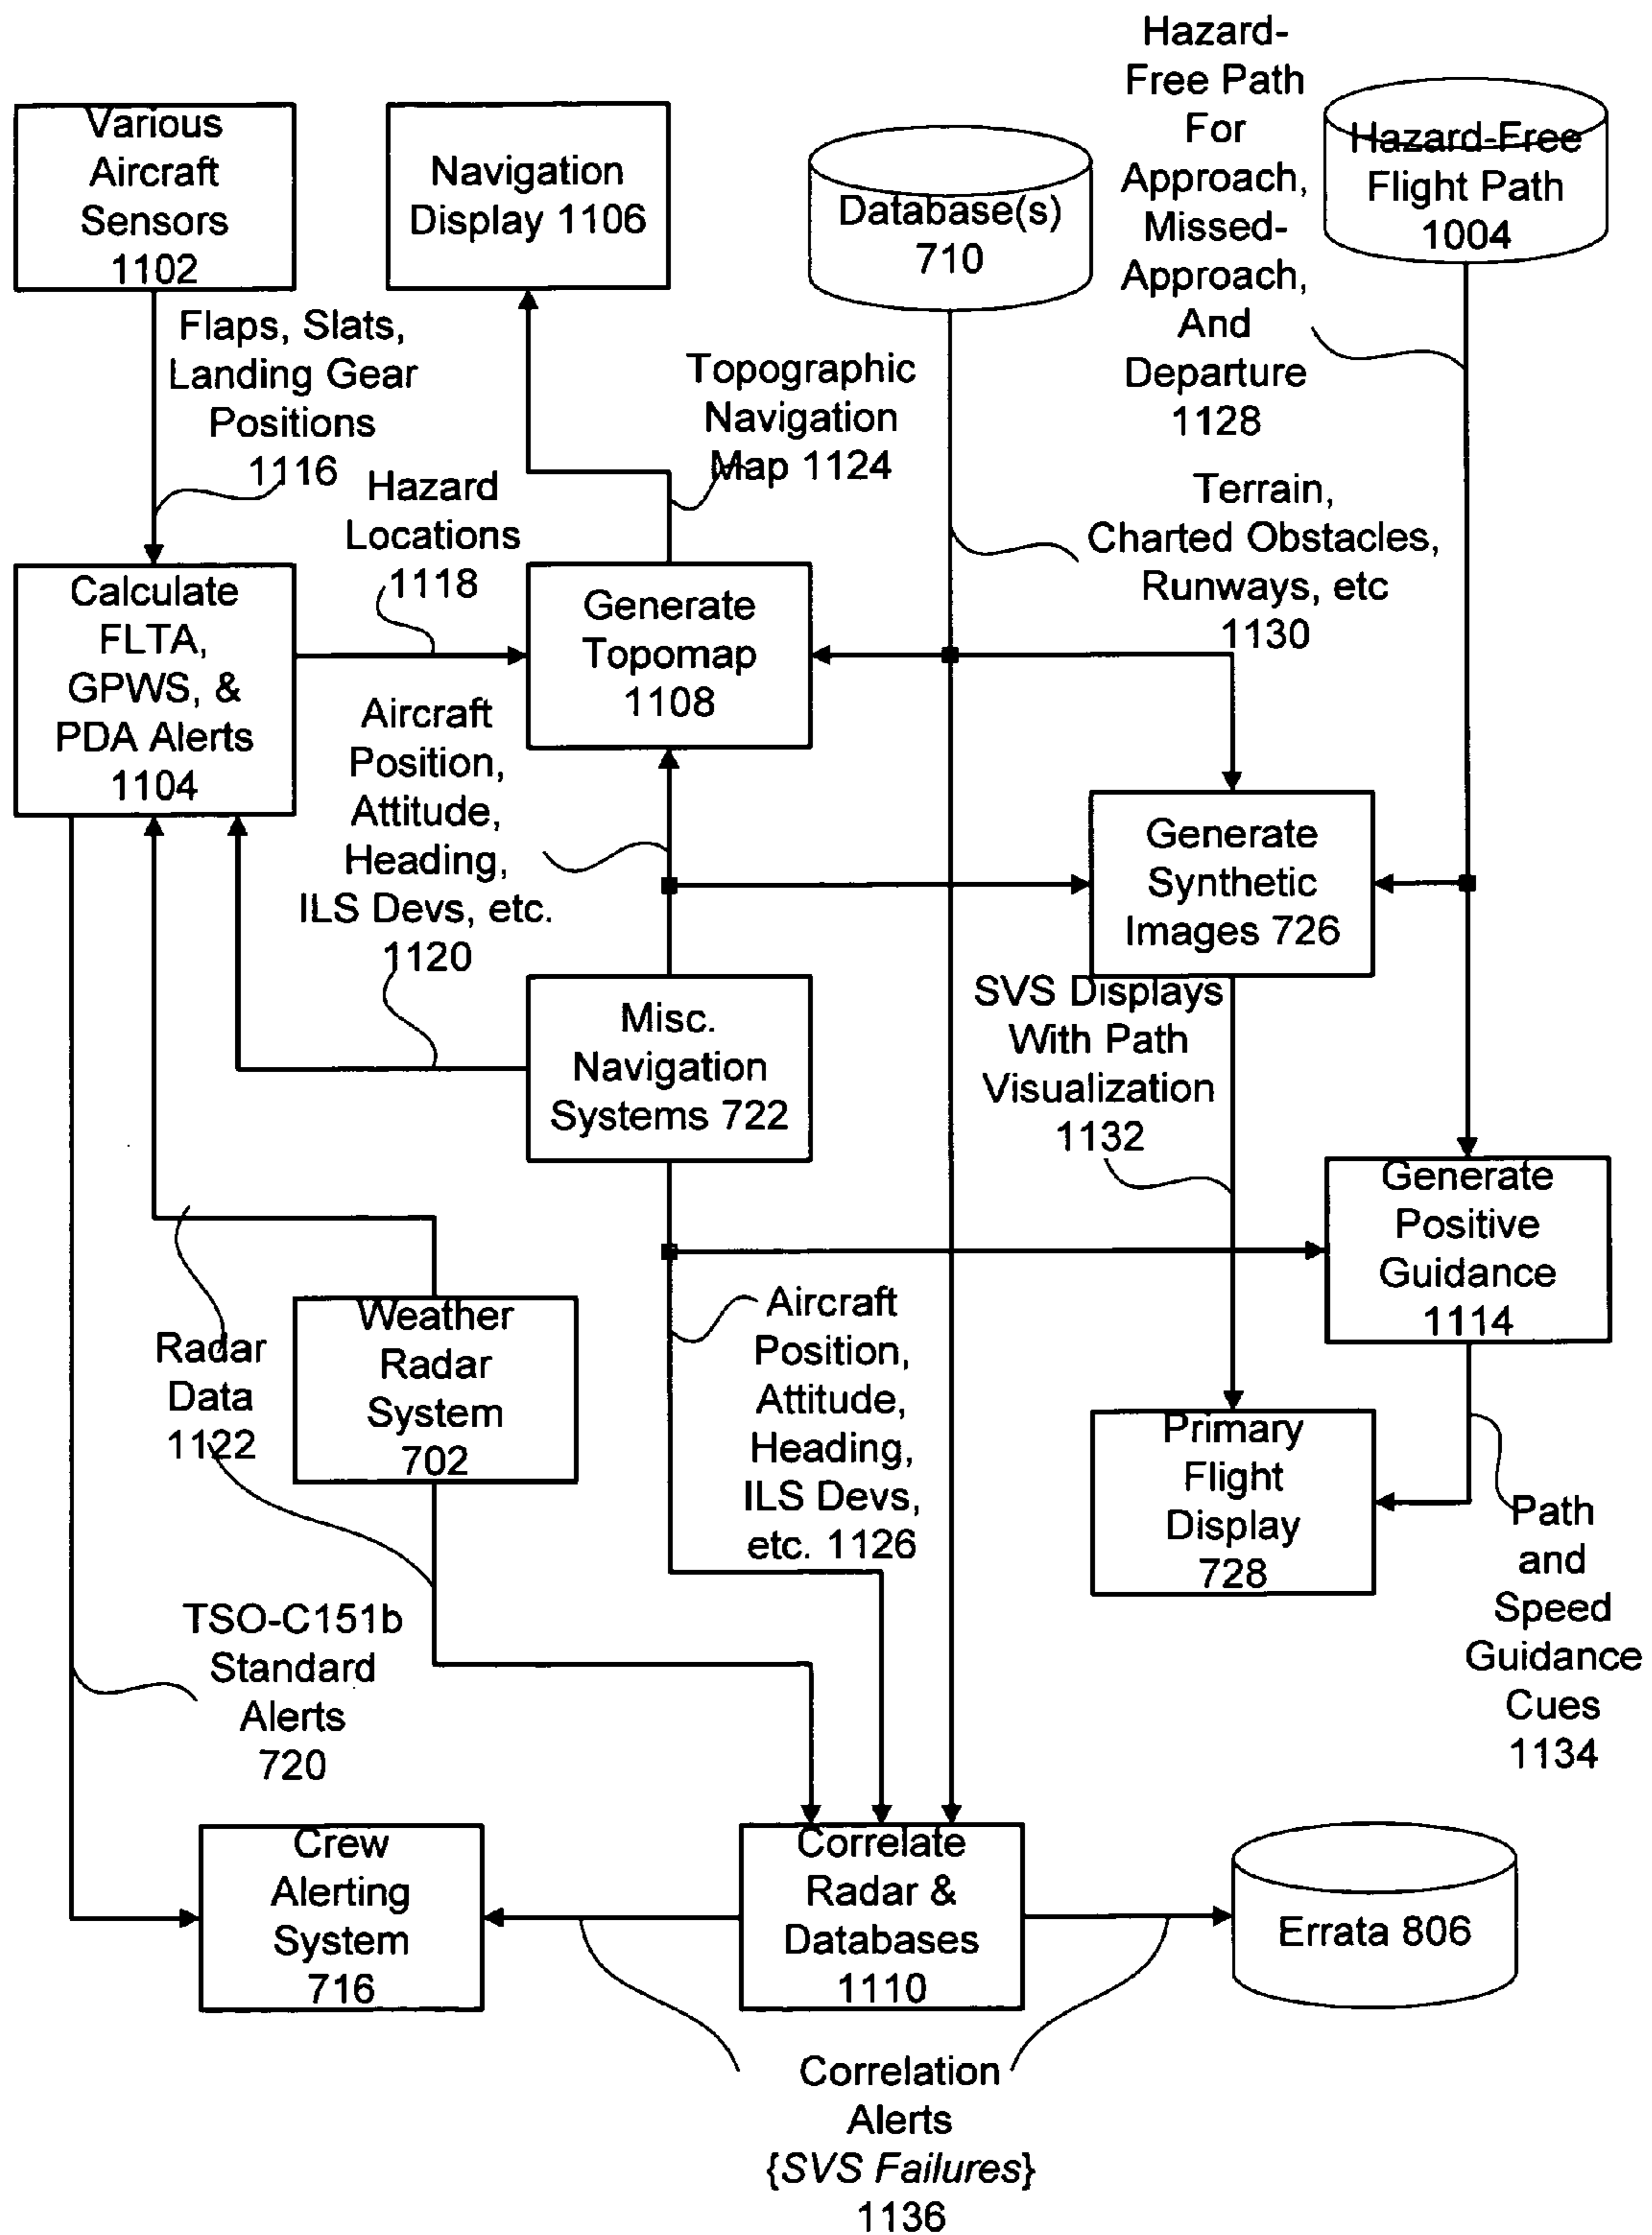 Hazard-
Free Path
For
Approach,
Missed-
Approach,
And
Departure
1128
Various
Aircraft
Sensors
1102
Navigation
Display 1106
Database(s)
710
Hazard-Free
Flight Path
1004
Flaps, Slats,
Landing Gear
Positions
1116
Topographic
Navigation
Map 1124
Hazard
Locations
1118
Terrain,
Charted Obstacles,
Runways, etc
1130
Calculate
FLTA,
GPWS, &
PDA Alerts
1104
Generate
Topomap
1108
Aircraft
Position,
Attitude,
Heading,
ILS Devs, etc.
1120
Generate
Synthetic
Images 726
Misc.
Navigation
Systems 722
SVS Displays
With Path
Visualization
1132
Generate
Positive
Guidance
1114
Radar
Data
1122
Weather
Radar
System
702
Aircraft
Position,
Attitude,
Heading,
ILS Devs,
etc. 1126
Primary
Flight
Display
728
Path
and
Speed
Guidance
Cues
1134
TSO-C151b
Standard
Alerts
720
Crew
Alerting
System
716
Correlate
Radar &
Databases
1110
Errata 806
Correlation
Alerts
{SVS Failures}
1136